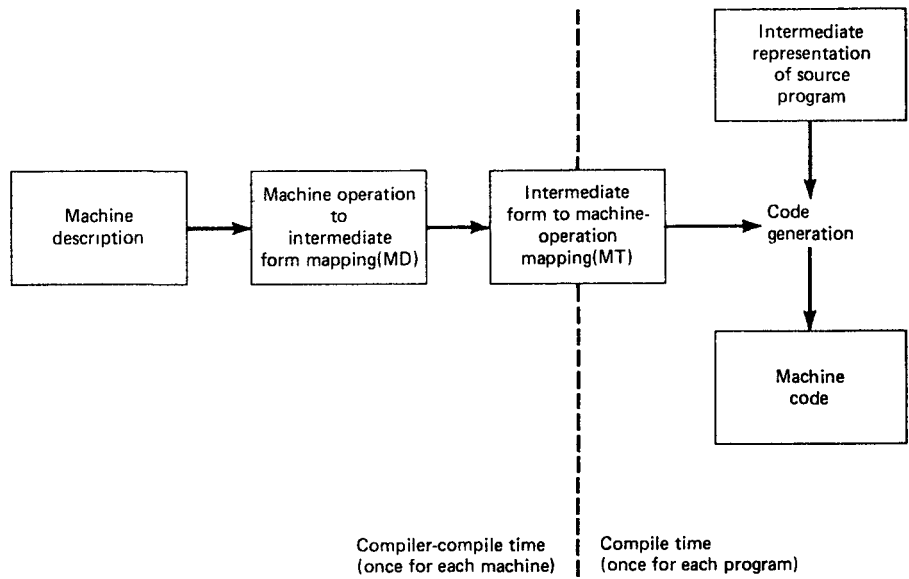 Intermediate
representation
of source
program
Machine
description
Machine operation
to
intermediate
form mapping(MD)
Intermediate
form to machine-
operation
mapping(MT)
Code
generation
Machine
code
Compiler-compile time
(once for each machine)
Compile time
(once for each program)